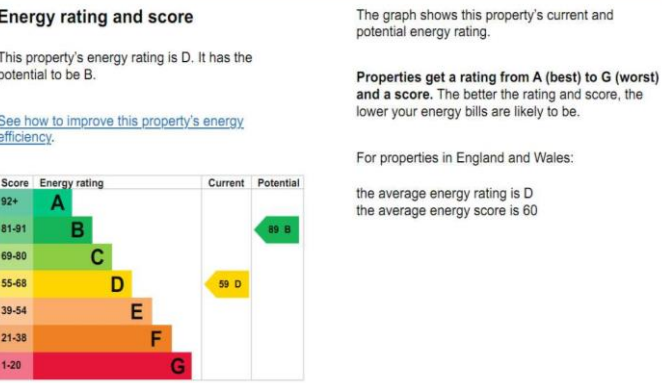 Energy rating and score
This property's energy rating is D. It has the
potential to be B.
See how to improve this property's energy
efficiency.
Score Energy rating Current Potential
92+ A
81-91 B 89 B
69-80 C
55-68 D 59 D
39-54 E
21-38 F
1-20 G
The graph shows this property's current and
potential energy rating.
Properties get a rating from A (best) to G (worst)
and a score. The better the rating and score, the
lower your energy bills are likely to be.
For properties in England and Wales:
the average energy rating is D
the average energy score is 60